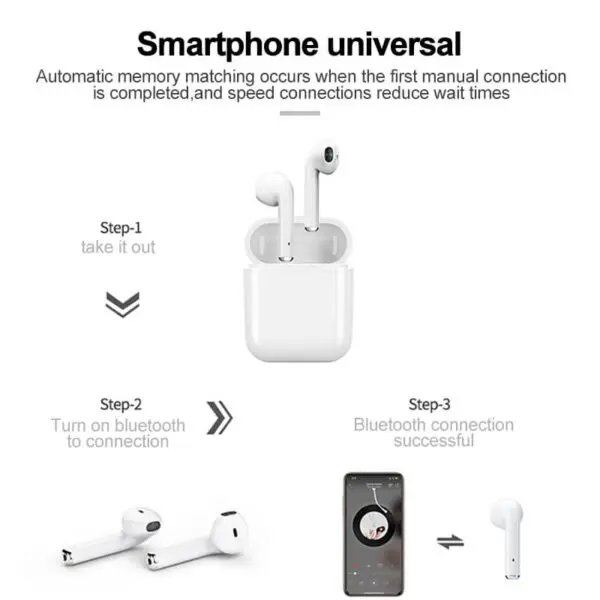 Smartphone universal
Automatic memory matching occurs when the first manual connection
is completed,and speed connections reduce wait times
Step-1
take it out
Step-2
Turn on bluetooth
to connection
Step-3
Bluetooth connection
successful